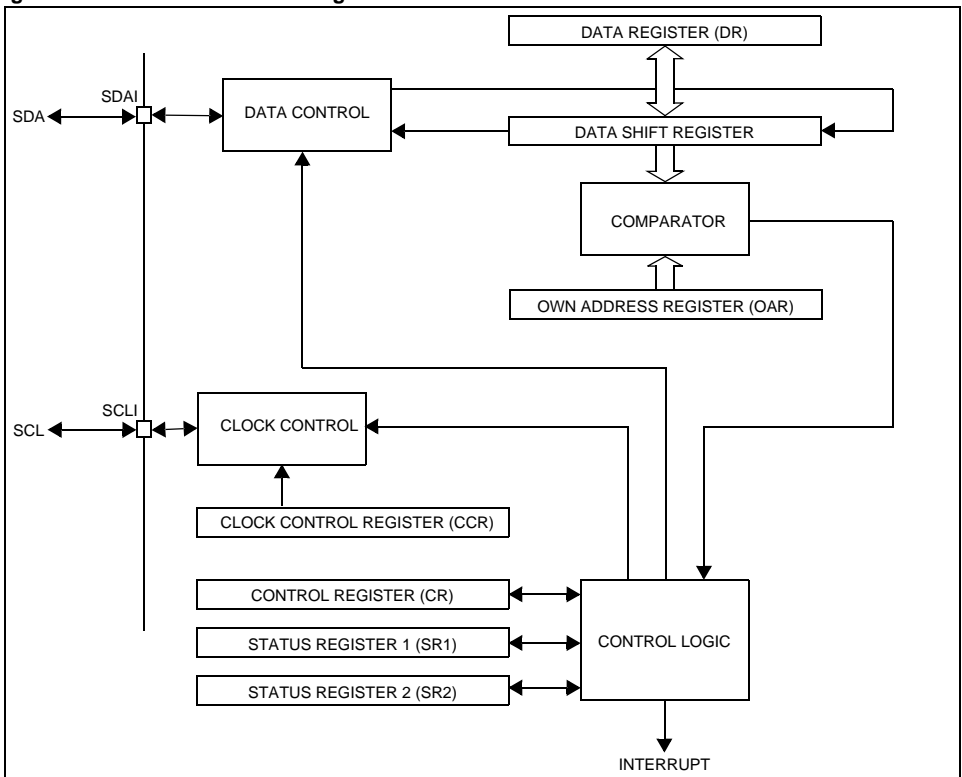 DATA REGISTER (DR)
SDAI
SDA
DATA CONTROL
DATA SHIFT REGISTER
COMPARATOR
OWN ADDRESS REGISTER (OAR)
SCLI
SCL
CLOCK CONTROL
CLOCK CONTROL REGISTER (CCR)
CONTROL REGISTER (CR)
STATUS REGISTER 1 (SR1)
CONTROL LOGIC
STATUS REGISTER 2 (SR2)
INTERRUPT